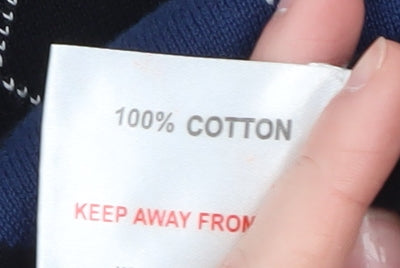 100% COTTON
KEEP AWAY FROM